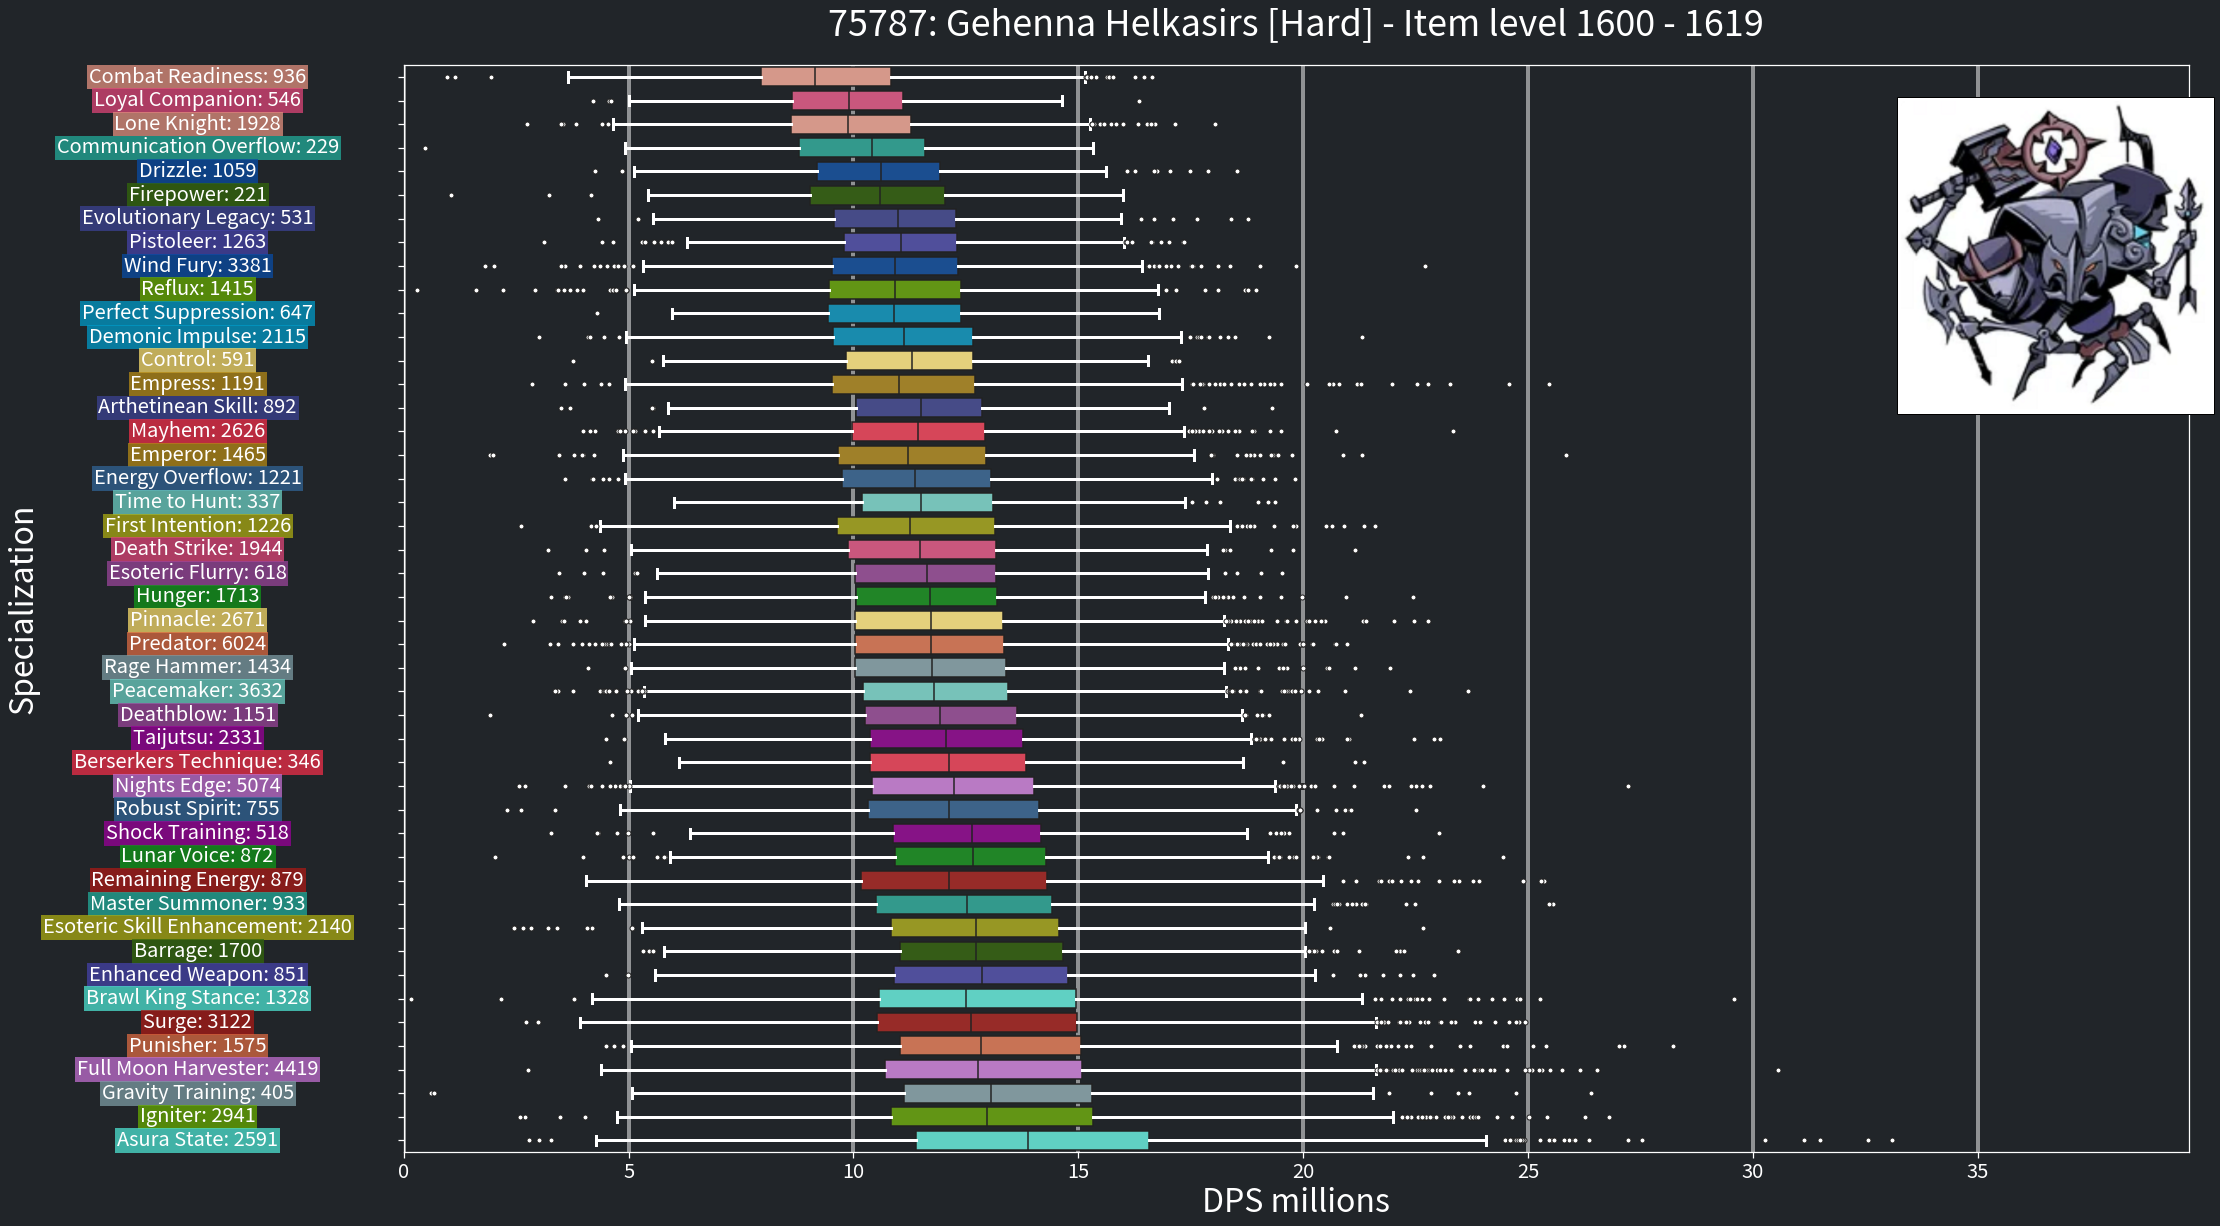 75787: Gehenna Helkasirs [Hard] - Item level 1600 - 1619
Combat Readiness: 936
Loyal Companion: 546
Lone Knight: 1928
Communication Overflow: 229
Drizzle: 1059
Firepower: 221
Evolutionary Legacy: 531
Pistoleer: 1263
Wind Fury: 3381
Reflux: 1415
Perfect Suppression: 647
Demonic Impulse: 2115
Control: 591
Empress: 1191
Arthetinean Skill: 892
Mayhem: 2626
Emperor: 1465
Energy Overflow: 1221
Time to Hunt: 337
First Intention: 1226
Death Strike: 1944
Esoteric Flurry: 618
Hunger: 1713
Pinnacle: 2671
Predator: 6024
Rage Hammer: 1434
Peacemaker: 3632
Deathblow: 1151
Taijutsu: 2331
Berserkers Technique: 346
Nights Edge: 5074
Robust Spirit: 755
Shock Training: 518
Lunar Voice: 872
Remaining Energy: 879
Master Summoner: 933
Esoteric Skill Enhancement: 2140
Barrage: 1700
Enhanced Weapon: 851
Brawl King Stance: 1328
Surge: 3122
Punisher: 1575
Full Moon Harvester: 4419
Gravity Training: 405
Igniter: 2941
Asura State: 2591
Specialization
0 5 10 15 20 25 30 35
DPS millions